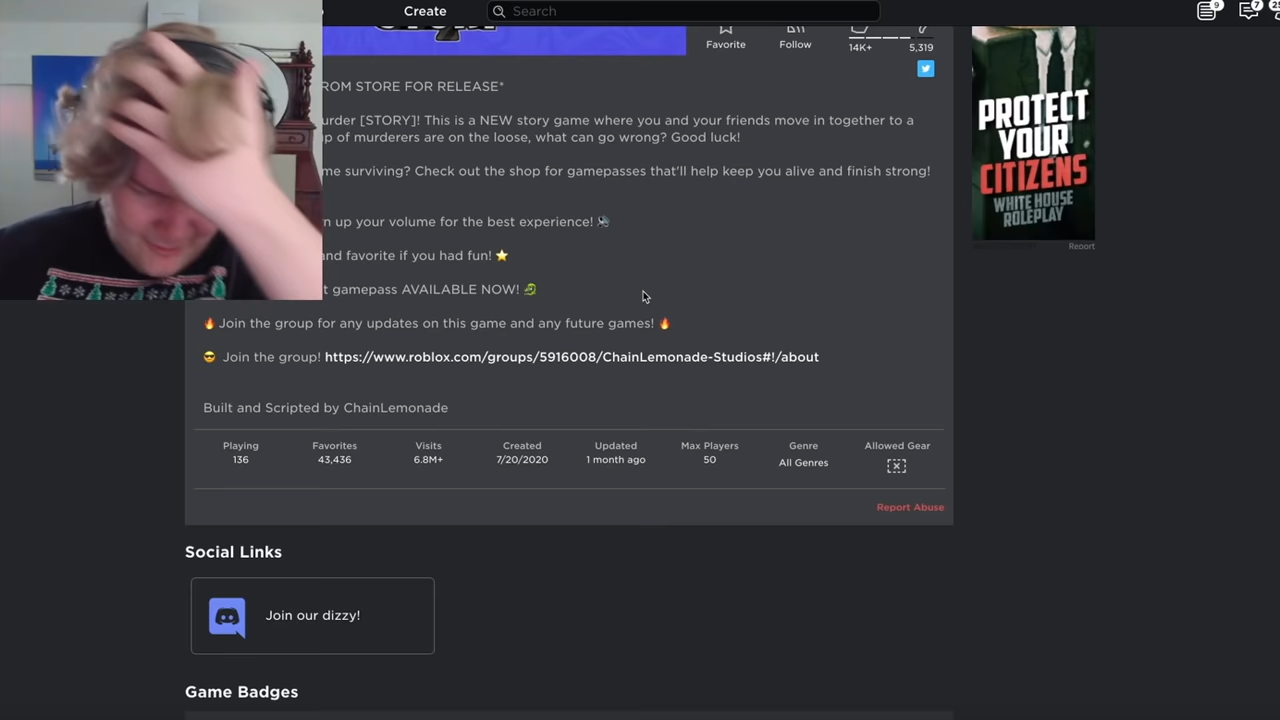 Create
Search
9
7
Favorite
Follow
14K+
5,319
ROM STORE FOR RELEASE*
urder [STORY]! This is a NEW story game where you and your friends move in together to a
p of murderers are on the loose, what can go wrong? Good luck!
me surviving? Check out the shop for gamepasses that'll help keep you alive and finish strong!
n up your volume for the best experience! 🔊
and favorite if you had fun! ⭐
t gamepass AVAILABLE NOW! 🐲
🔥Join the group for any updates on this game and any future games! 🔥
😎 Join the group! https://www.roblox.com/groups/5916008/ChainLemonade-Studios#!/about
Built and Scripted by ChainLemonade
Playing Favorites Visits Created Updated Max Players Genre Allowed Gear
136 43,436 6.8M+ 7/20/2020 1 month ago 50 All Genres
Report Abuse
Social Links
Join our dizzy!
Game Badges
PROTECT
YOUR
CITIZENS
WHITE HOUSE
ROLEPLAY
Report